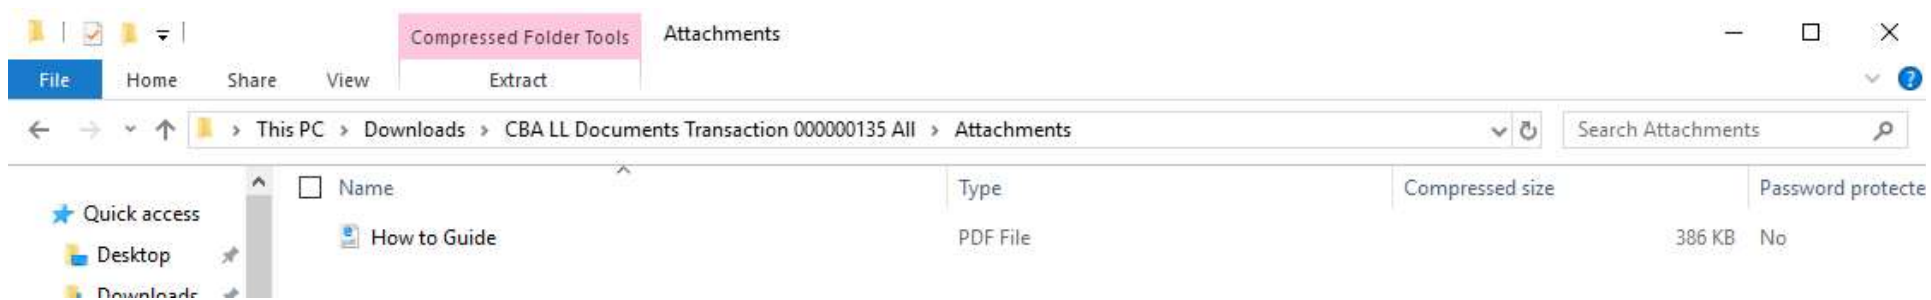 Compressed Folder Tools Attachments
File Home Share View Extract
This PC > Downloads > CBA LL Documents Transaction 000000135 All > Attachments Search Attachments
Name Type Compressed size Password protecte
Quick access
How to Guide PDF File 386 KB No
Desktop
Downloads